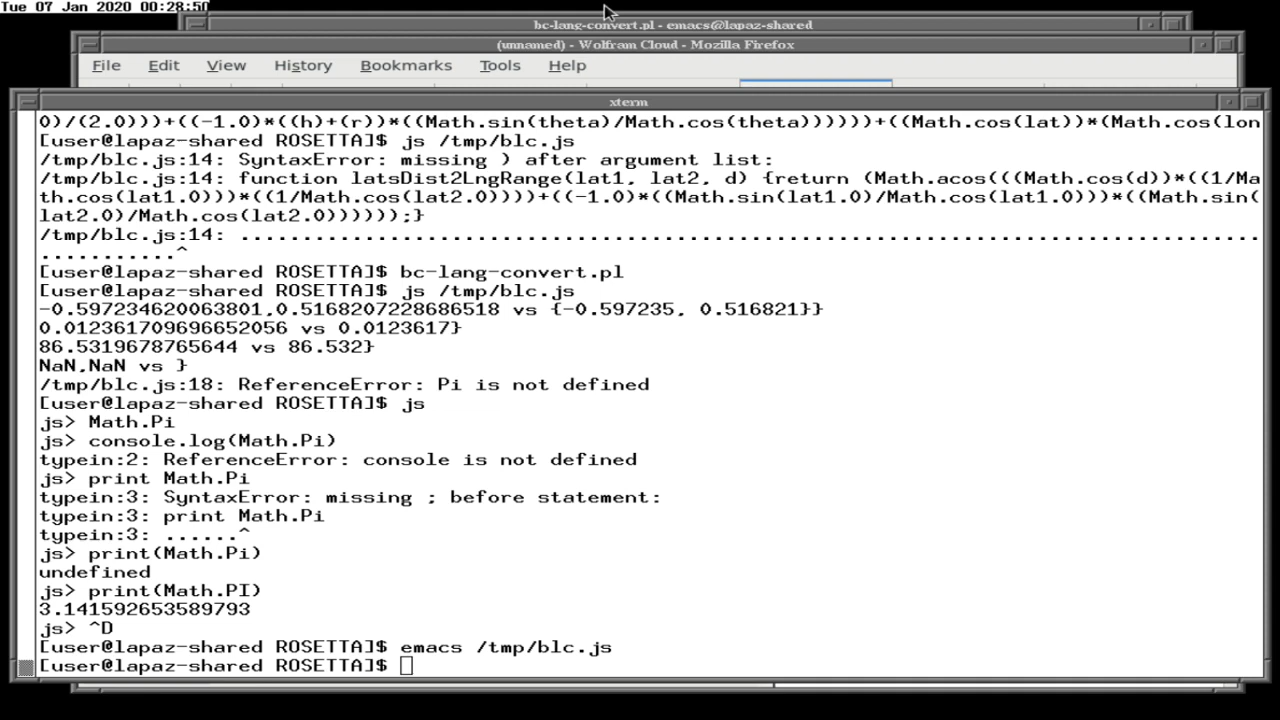 Tue 07 Jan 2020 00:28:50
bc-lang-convert.pl - emacs@lapaz-shared
(unnamed) - Wolfram Cloud - Mozilla Firefox
File Edit View History Bookmarks Tools Help
xterm
0)/(2.0)))+((-1.0)*((h)+(r))*((Math.sin(theta)/Math.cos(theta))))))+((Math.cos(lat))*(Math.cos(lon
[user@lapaz-shared ROSETTA]$ js /tmp/blc.js
/tmp/blc.js:14: SyntaxError: missing ) after argument list:
/tmp/blc.js:14: function latsDist2LngRange(lat1, lat2, d) {return (Math.acos(((Math.cos(d))*((1/Ma
th.cos(lat1.0)))*((1/Math.cos(lat2.0))))+((-1.0)*((Math.sin(lat1.0)/Math.cos(lat1.0)))*((Math.sin(
lat2.0)/Math.cos(lat2.0))))));}
/tmp/blc.js:14: ..................................................................................
...........^
[user@lapaz-shared ROSETTA]$ bc-lang-convert.pl
[user@lapaz-shared ROSETTA]$ js /tmp/blc.js
-0.597234620063801,0.5168207228686518 vs {-0.597235, 0.516821}}
0.012361709696652056 vs 0.0123617}
86.5319678765644 vs 86.532}
NaN,NaN vs }
/tmp/blc.js:18: ReferenceError: Pi is not defined
[user@lapaz-shared ROSETTA]$ js
js> Math.Pi
js> console.log(Math.Pi)
typein:2: ReferenceError: console is not defined
js> print Math.Pi
typein:3: SyntaxError: missing ; before statement:
typein:3: print Math.Pi
typein:3: ......^
js> print(Math.Pi)
undefined
js> print(Math.PI)
3.141592653589793
js> ^D
[user@lapaz-shared ROSETTA]$ emacs /tmp/blc.js
[user@lapaz-shared ROSETTA]$